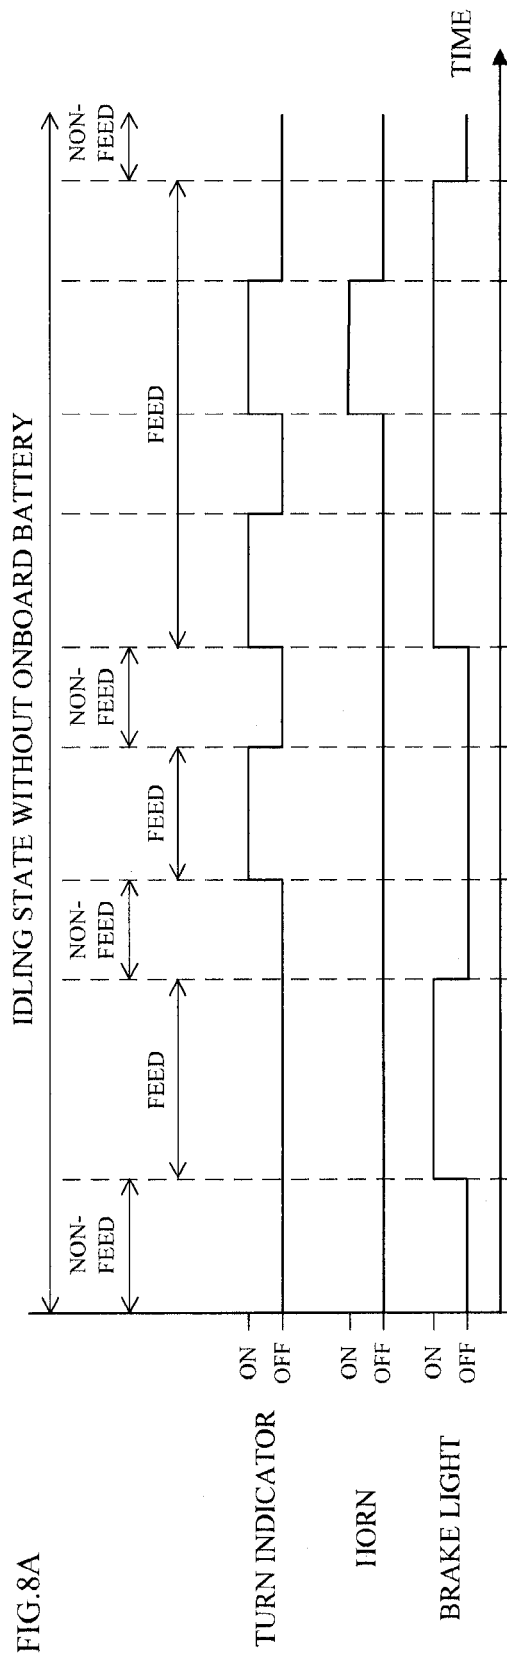 FIG.8A
IDLING STATE WITHOUT ONBOARD BATTERY
NON-
FEED
NON-
FEED
NON-
FEED
NON-
FEED
FEED
FEED
FEED
TURN INDICATOR
ON
OFF
HORN
ON
OFF
BRAKE LIGHT
ON
OFF
TIME